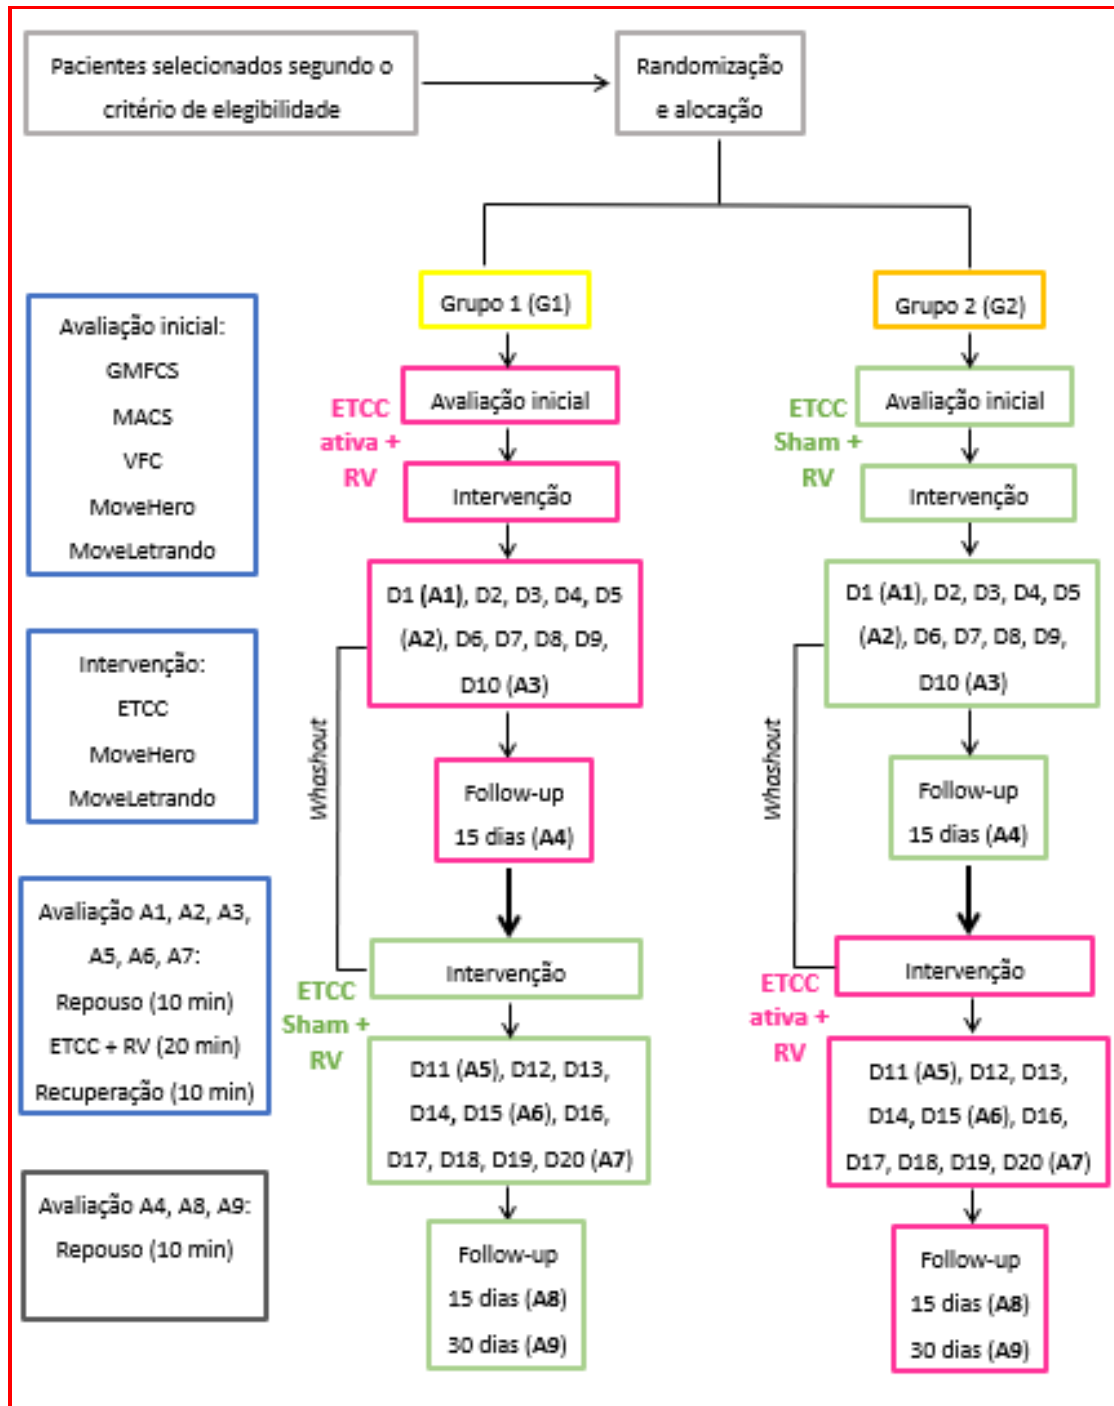 Pacientes selecionados segundo o
critério de elegibilidade
Randomização
e alocação
Grupo 1 (G1)
Grupo 2 (G2)
Avaliação inicial:
GMFCS
MACS
VFC
MoveHero
MoveLetrando
Intervenção:
ETCC
MoveHero
MoveLetrando
Avaliação A1, A2, A3,
A5, A6, A7:
Repouso (10 min)
ETCC + RV (20 min)
Recuperação (10 min)
Avaliação A4, A8, A9:
Repouso (10 min)
ETCC
ativa +
RV
Avaliação inicial
Intervenção
D1 (A1), D2, D3, D4, D5
(A2), D6, D7, D8, D9,
D10 (A3)
Whashout
Follow-up
15 dias (A4)
Intervenção
ETCC
Sham +
RV
D11 (A5), D12, D13,
D14, D15 (A6), D16,
D17, D18, D19, D20 (A7)
Follow-up
15 dias (A8)
30 dias (A9)
ETCC
Sham +
RV
Avaliação inicial
Intervenção
D1 (A1), D2, D3, D4, D5
(A2), D6, D7, D8, D9,
D10 (A3)
Whashout
Follow-up
15 dias (A4)
Intervenção
ETCC
ativa +
RV
D11 (A5), D12, D13,
D14, D15 (A6), D16,
D17, D18, D19, D20 (A7)
Follow-up
15 dias (A8)
30 dias (A9)